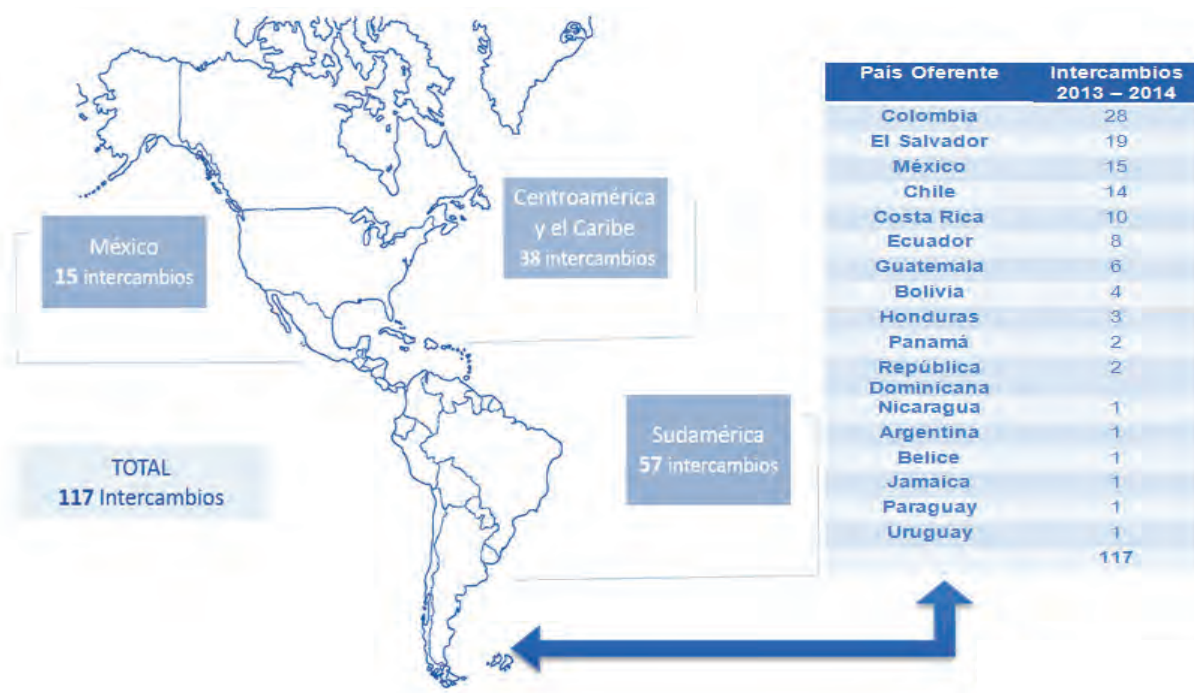 México
15 intercambios
Centroamérica
y el Caribe
38 intercambios
Sudamérica
57 intercambios
TOTAL
117 Intercambios
País Oferente Intercambios
2013 – 2014
Colombia 28
El Salvador 19
México 15
Chile 14
Costa Rica 10
Ecuador 8
Guatemala 6
Bolivia 4
Honduras 3
Panamá 2
República 2
Dominicana
Nicaragua 1
Argentina 1
Belice 1
Jamaica 1
Paraguay 1
Uruguay 1
117